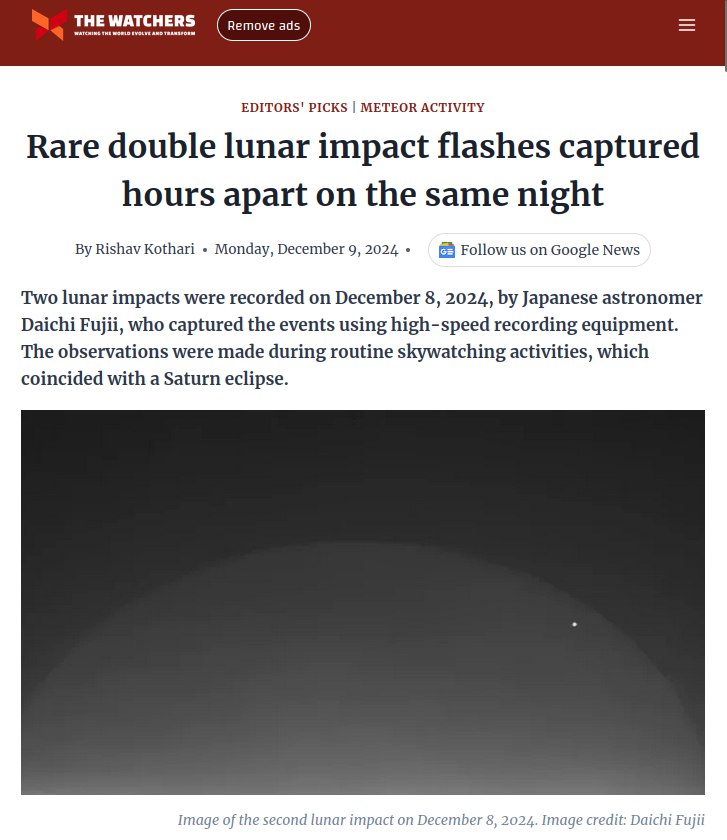 THE WATCHERS
WATCHING THE WORLD EVOLVE AND TRANSFORM
Remove ads
EDITORS' PICKS | METEOR ACTIVITY
Rare double lunar impact flashes captured
hours apart on the same night
By Rishav Kothari • Monday, December 9, 2024 •
Follow us on Google News
Two lunar impacts were recorded on December 8, 2024, by Japanese astronomer
Daichi Fujii, who captured the events using high-speed recording equipment.
The observations were made during routine skywatching activities, which
coincided with a Saturn eclipse.
Image of the second lunar impact on December 8, 2024. Image credit: Daichi Fujii